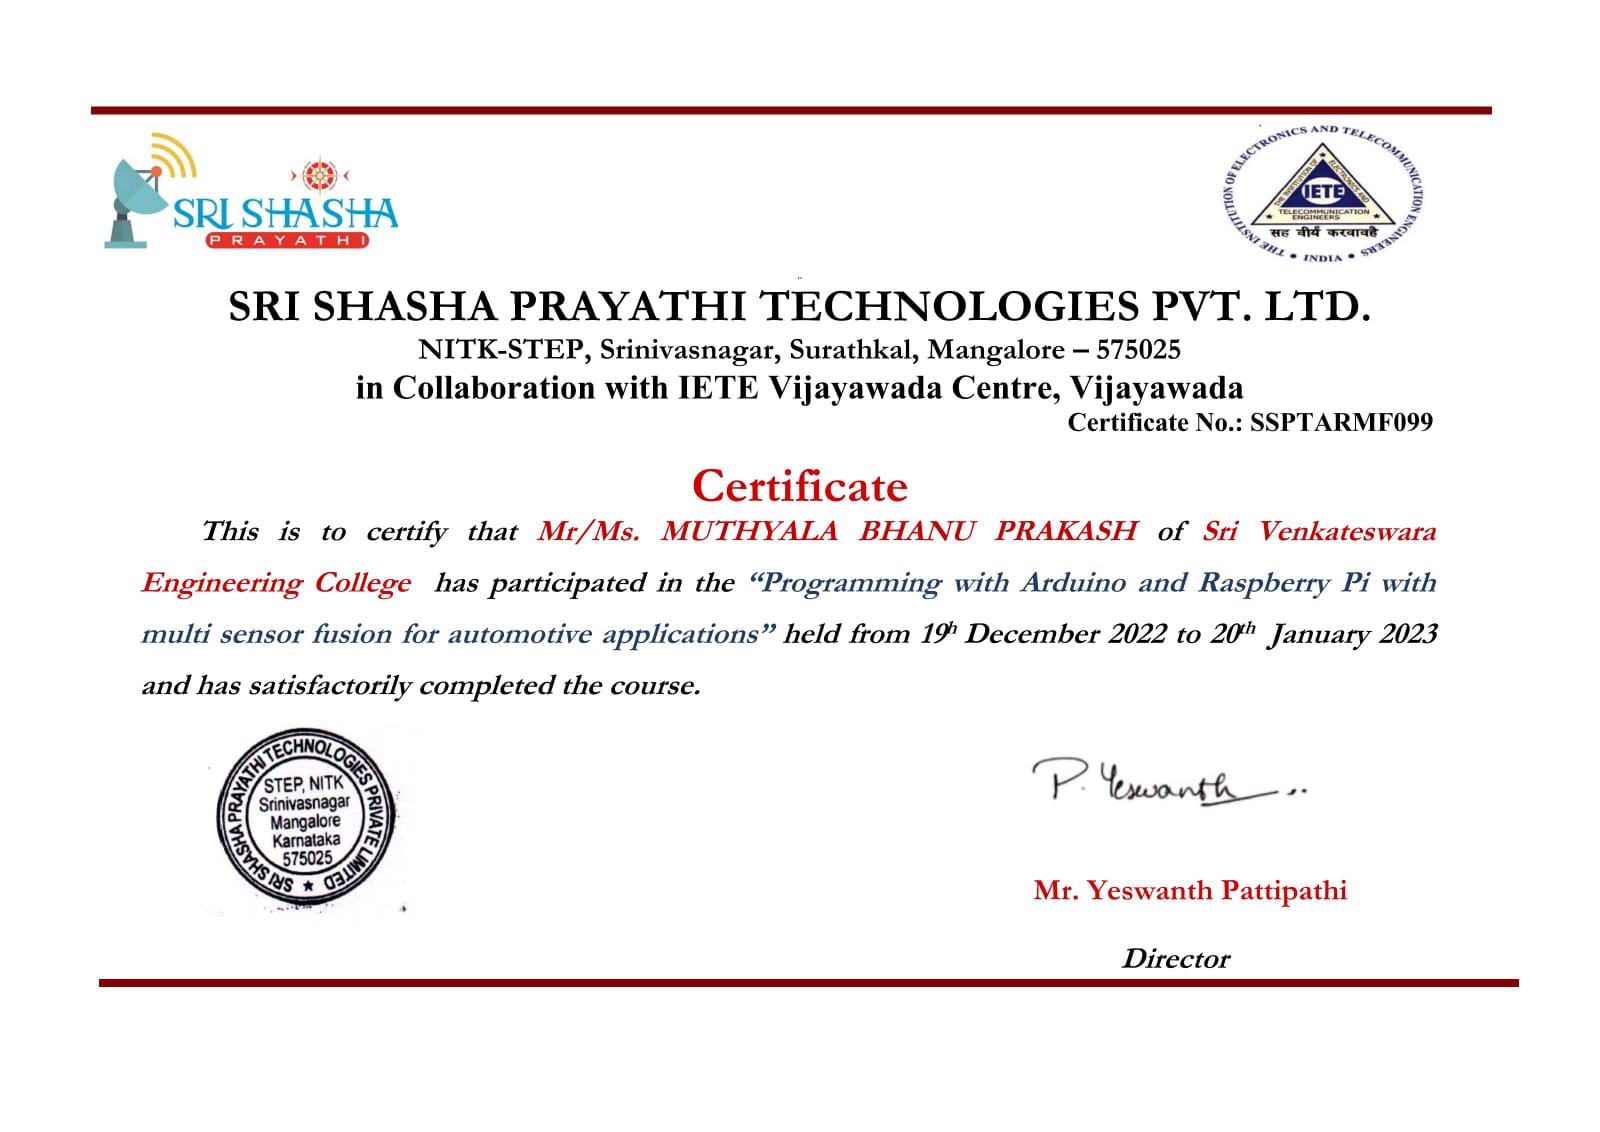 SRI SHASHA
PRAYATHI
THE INSTITUTION OF ELECTRONICS AND TELECOMMUNICATION ENGINEERS
• INDIA •
THE INSTITUTION OF ELECTRONICS AND
IETE
TELECOMMUNICATION
ENGINEERS
सह वीर्यं करवावहै
SRI SHASHA PRAYATHI TECHNOLOGIES PVT. LTD.
NITK-STEP, Srinivasnagar, Surathkal, Mangalore – 575025
in Collaboration with IETE Vijayawada Centre, Vijayawada
Certificate No.: SSPTARMF099
Certificate
This is to certify that Mr/Ms. MUTHYALA BHANU PRAKASH of Sri Venkateswara
Engineering College has participated in the “Programming with Arduino and Raspberry Pi with
multi sensor fusion for automotive applications” held from 19h December 2022 to 20th January 2023
and has satisfactorily completed the course.
SRI SHASHA PRAYATHI TECHNOLOGIES PRIVATE LIMITED
STEP, NITK
Srinivasnagar
Mangalore
Karnataka
575025
P. Yeswanth
Mr. Yeswanth Pattipathi
Director